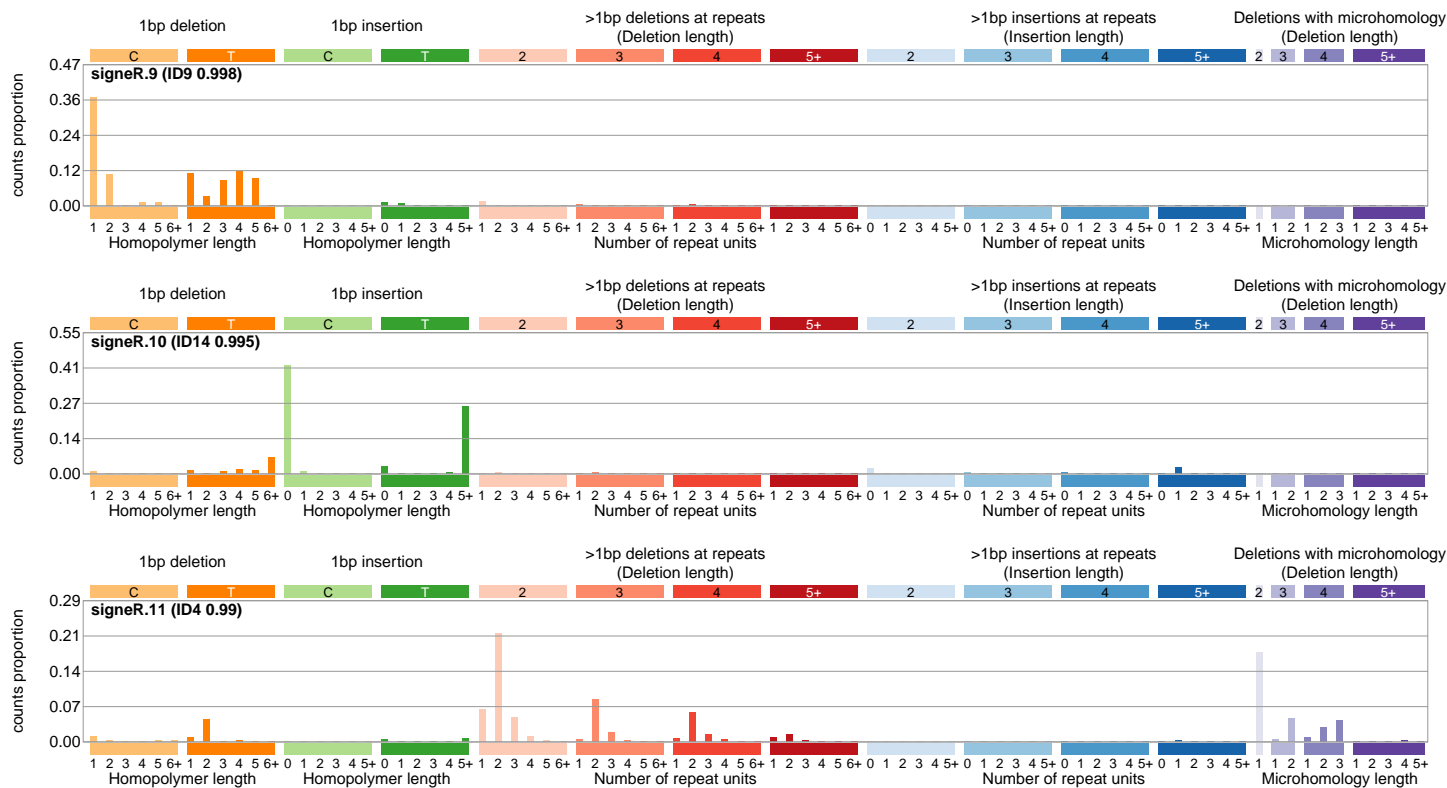 1bp deletion 1bp insertion >1bp deletions at repeats >1bp insertions at repeats Deletions with microhomology
(Deletion length) (Insertion length) (Deletion length)
C T C T 2 3 4 5+ 2 3 4 5+ 2 3 4 5+
0.47 signeR.9 (ID9 0.998)
0.36
0.24
0.12
0.00
counts proportion
1 2 3 4 5 6+ 1 2 3 4 5 6+ 0 1 2 3 4 5+ 0 1 2 3 4 5+ 1 2 3 4 5 6+ 1 2 3 4 5 6+ 1 2 3 4 5 6+ 1 2 3 4 5 6+ 0 1 2 3 4 5+ 0 1 2 3 4 5+ 0 1 2 3 4 5+ 0 1 2 3 4 5+ 1 1 2 1 2 3 1 2 3 4 5+
Homopolymer length Homopolymer length Number of repeat units Number of repeat units Microhomology length
1bp deletion 1bp insertion >1bp deletions at repeats >1bp insertions at repeats Deletions with microhomology
(Deletion length) (Insertion length) (Deletion length)
C T C T 2 3 4 5+ 2 3 4 5+ 2 3 4 5+
0.55 signeR.10 (ID14 0.995)
0.41
0.27
0.14
0.00
counts proportion
1 2 3 4 5 6+ 1 2 3 4 5 6+ 0 1 2 3 4 5+ 0 1 2 3 4 5+ 1 2 3 4 5 6+ 1 2 3 4 5 6+ 1 2 3 4 5 6+ 1 2 3 4 5 6+ 0 1 2 3 4 5+ 0 1 2 3 4 5+ 0 1 2 3 4 5+ 0 1 2 3 4 5+ 1 1 2 1 2 3 1 2 3 4 5+
Homopolymer length Homopolymer length Number of repeat units Number of repeat units Microhomology length
1bp deletion 1bp insertion >1bp deletions at repeats >1bp insertions at repeats Deletions with microhomology
(Deletion length) (Insertion length) (Deletion length)
C T C T 2 3 4 5+ 2 3 4 5+ 2 3 4 5+
0.29 signeR.11 (ID4 0.99)
0.21
0.14
0.07
0.00
counts proportion
1 2 3 4 5 6+ 1 2 3 4 5 6+ 0 1 2 3 4 5+ 0 1 2 3 4 5+ 1 2 3 4 5 6+ 1 2 3 4 5 6+ 1 2 3 4 5 6+ 1 2 3 4 5 6+ 0 1 2 3 4 5+ 0 1 2 3 4 5+ 0 1 2 3 4 5+ 0 1 2 3 4 5+ 1 1 2 1 2 3 1 2 3 4 5+
Homopolymer length Homopolymer length Number of repeat units Number of repeat units Microhomology length